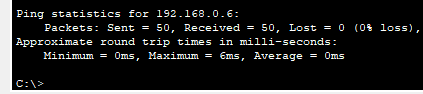 Ping statistics for 192.168.0.6:
    Packets: Sent = 50, Received = 50, Lost = 0 (0% loss),
Approximate round trip times in milli-seconds:
    Minimum = 0ms, Maximum = 6ms, Average = 0ms
C:\>